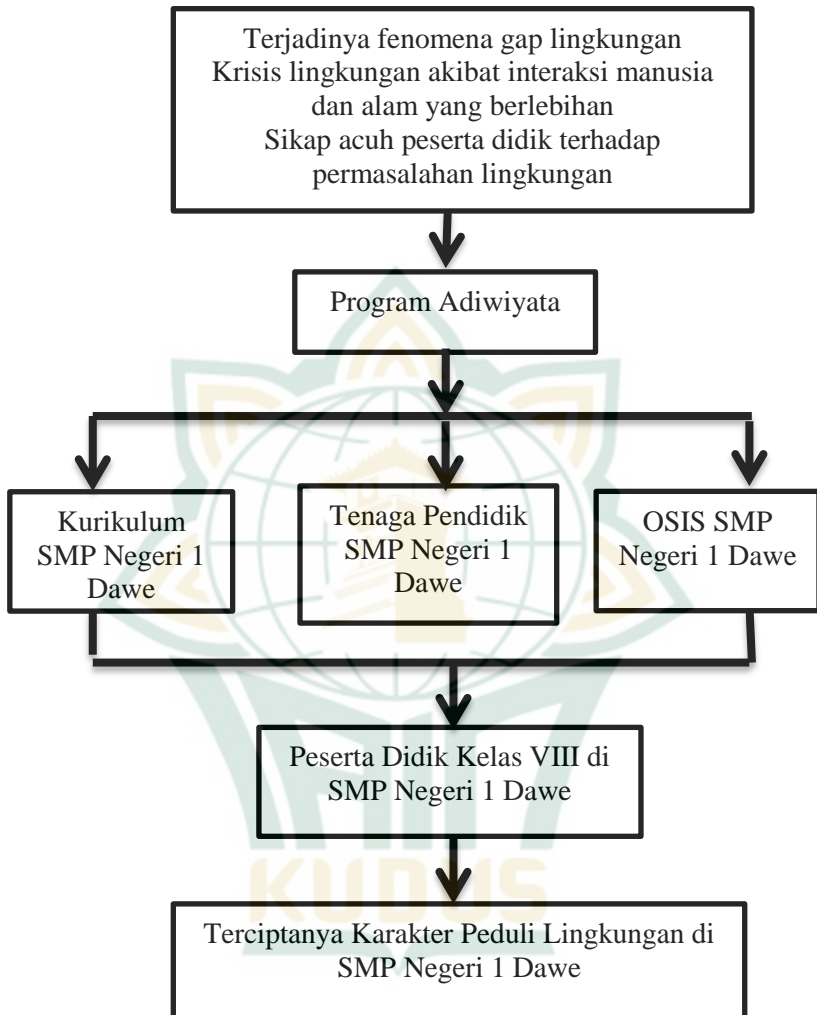 Terjadinya fenomena gap lingkungan
Krisis lingkungan akibat interaksi manusia
dan alam yang berlebihan
Sikap acuh peserta didik terhadap
permasalahan lingkungan
Program Adiwiyata
Kurikulum
SMP Negeri 1
Dawe
Tenaga Pendidik
SMP Negeri 1
Dawe
OSIS SMP
Negeri 1 Dawe
Peserta Didik Kelas VIII di
SMP Negeri 1 Dawe
KUDUS
Terciptanya Karakter Peduli Lingkungan di
SMP Negeri 1 Dawe